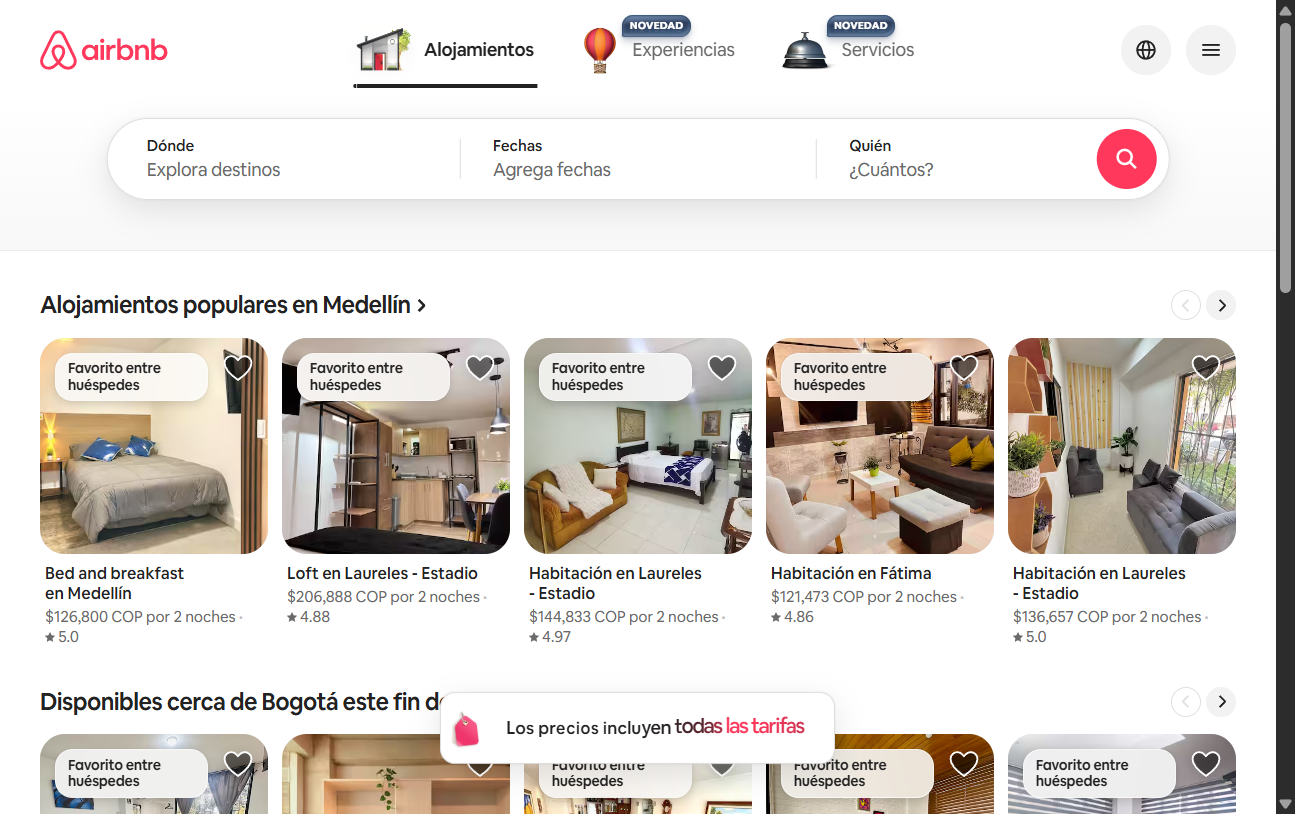 airbnb
Alojamientos
NOVEDAD
Experiencias
NOVEDAD
Servicios
Dónde
Explora destinos
Fechas
Agrega fechas
Quién
¿Cuántos?
Alojamientos populares en Medellín
Favorito entre
huéspedes
Favorito entre
huéspedes
Favorito entre
huéspedes
Favorito entre
huéspedes
Bed and breakfast
en Medellín
$126,800 COP por 2 noches ·
★ 5.0
Loft en Laureles - Estadio
$206,888 COP por 2 noches ·
★ 4.88
Habitación en Laureles
- Estadio
$144,833 COP por 2 noches ·
★ 4.97
Habitación en Fátima
$121,473 COP por 2 noches ·
★ 4.86
Habitación en Laureles
- Estadio
$136,657 COP por 2 noches ·
★ 5.0
Disponibles cerca de Bogotá este fin
Los precios incluyen todas las tarifas
Favorito entre
huéspedes
Favorito entre
huéspedes
Favorito entre
huéspedes
Favorito entre
huéspedes